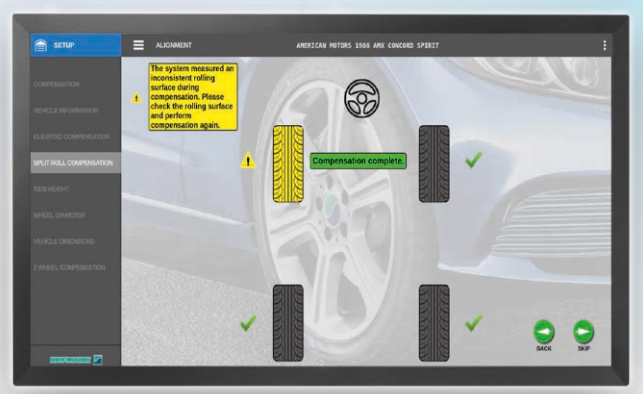 SETUP
ALIGNMENT
AMERICAN MOTORS 1986 AMX CONCORD SPIRIT
COMPENSATION
VEHICLE INFORMATION
ELEVATED COMPENSATION
SPLIT ROLL COMPENSATION
RIDE HEIGHT
WHEEL DIAMETER
VEHICLE DIMENSIONS
2 WHEEL COMPENSATION
The system measured an
inconsistent rolling
surface during
compensation. Please
check the rolling surface
and perform
compensation again.
Compensation complete.
BACK
SKIP